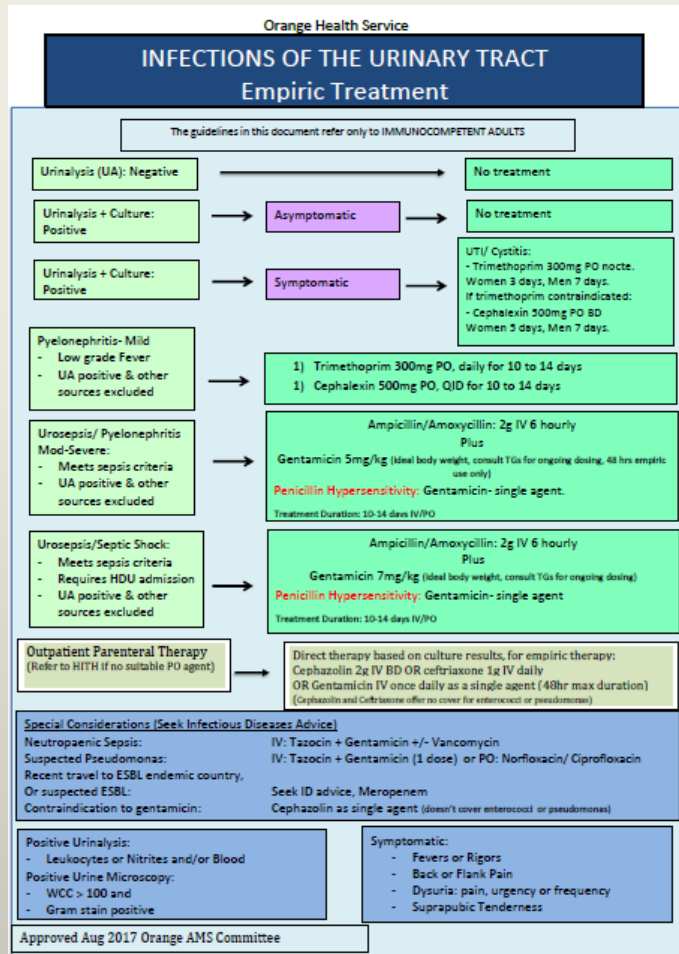 Orange Health Service
INFECTIONS OF THE URINARY TRACT
Empiric Treatment
The guidelines in this document refer only to IMMUNOCOMPETENT ADULTS
Urinalysis (UA): Negative
No treatment
Urinalysis + Culture:
Positive
Asymptomatic
No treatment
Urinalysis + Culture:
Positive
Symptomatic
UTI/ Cystitis:
- Trimethoprim 300mg PO nocte.
Women 3 days, Men 7 days.
If trimethoprim contraindicated:
- Cephalexin 500mg PO BD
Women 5 days, Men 7 days.
Pyelonephritis- Mild
- Low grade Fever
- UA positive & other
sources excluded
1) Trimethoprim 300mg PO, daily for 10 to 14 days
1) Cephalexin 500mg PO, QID for 10 to 14 days
Urosepsis/ Pyelonephritis
Mod-Severe:
- Meets sepsis criteria
- UA positive & other
sources excluded
Ampicillin/Amoxycillin: 2g IV 6 hourly
Plus
Gentamicin 5mg/kg (Ideal body weight, consult TGs for ongoing dosing, 48 hrs empiric
use only)
Penicillin Hypersensitivity: Gentamicin- single agent.
Treatment Duration: 10-14 days IV/PO
Urosepsis/Septic Shock:
- Meets sepsis criteria
- Requires HDU admission
- UA positive & other
sources excluded
Ampicillin/Amoxycillin: 2g IV 6 hourly
Plus
Gentamicin 7mg/kg (Ideal body weight, consult TGs for ongoing dosing)
Penicillin Hypersensitivity: Gentamicin- single agent
Treatment Duration: 10-14 days IV/PO
Outpatient Parenteral Therapy
(Refer to HITH if no suitable PO agent)
Direct therapy based on culture results, for empiric therapy:
Cephazolin 2g IV BD OR ceftriaxone 1g IV daily
OR Gentamicin IV once daily as a single agent (48hr max duration)
(Cephazolin and Ceftriaxone offer no cover for enterococci or pseudomonas)
Special Considerations (Seek Infectious Diseases Advice)
Neutropaenic Sepsis: IV: Tazocin + Gentamicin +/- Vancomycin
Suspected Pseudomonas: IV: Tazocin + Gentamicin (1 dose) or PO: Norfloxacin/ Ciprofloxacin
Recent travel to ESBL endemic country,
Or suspected ESBL: Seek ID advice, Meropenem
Contraindication to gentamicin: Cephazolin as single agent (doesn't cover enterococci or pseudomonas)
Positive Urinalysis:
- Leukocytes or Nitrites and/or Blood
Positive Urine Microscopy:
- WCC > 100 and
- Gram stain positive
Symptomatic:
- Fevers or Rigors
- Back or Flank Pain
- Dysuria: pain, urgency or frequency
- Suprapubic Tenderness
Approved Aug 2017 Orange AMS Committee